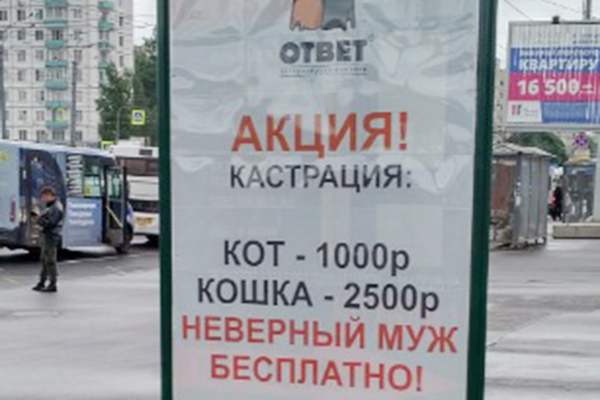 ОТВЕТ
АКЦИЯ!
КАСТРАЦИЯ:
КОТ - 1000р
КОШКА - 2500р
НЕВЕРНЫЙ МУЖ
БЕСПЛАТНО!
КВАРТИРУ
16 500